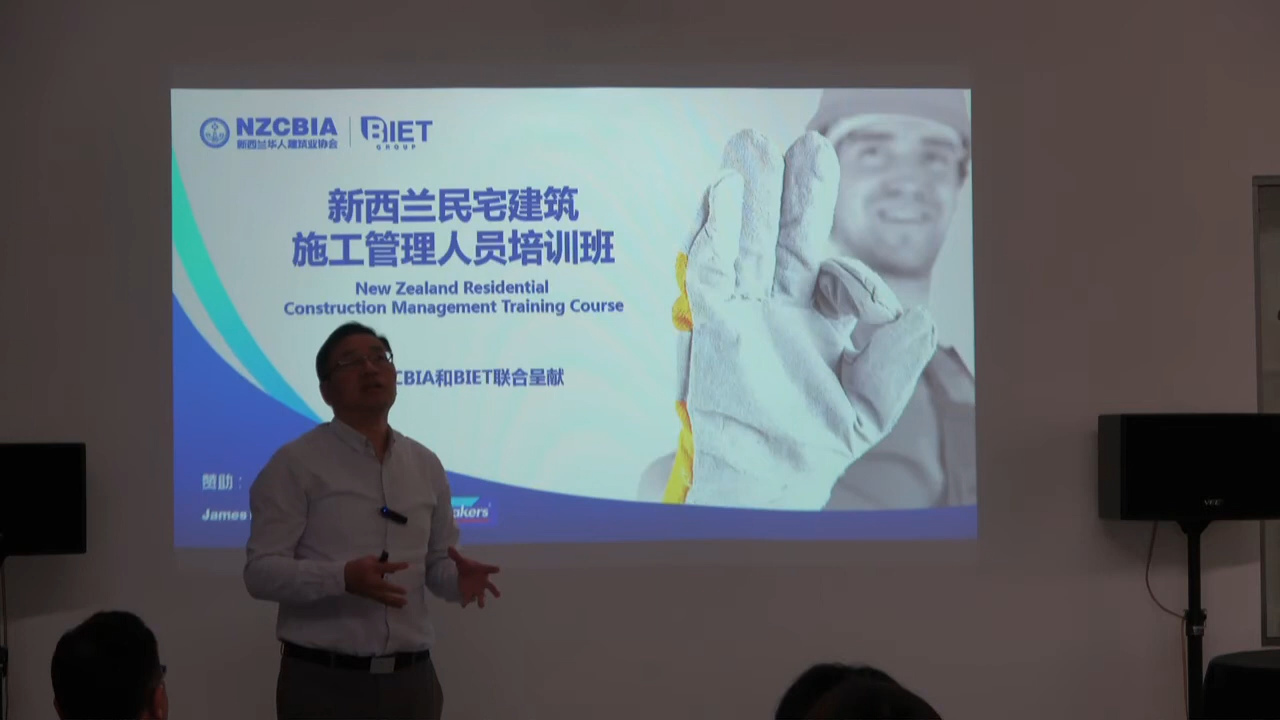 NZCBIA
新西兰华人建筑业协会
BIET
GROUP
新西兰民宅建筑
施工管理人员培训班
New Zealand Residential
Construction Management Training Course
CBIA和BIET联合呈献
赞助：
James
akers